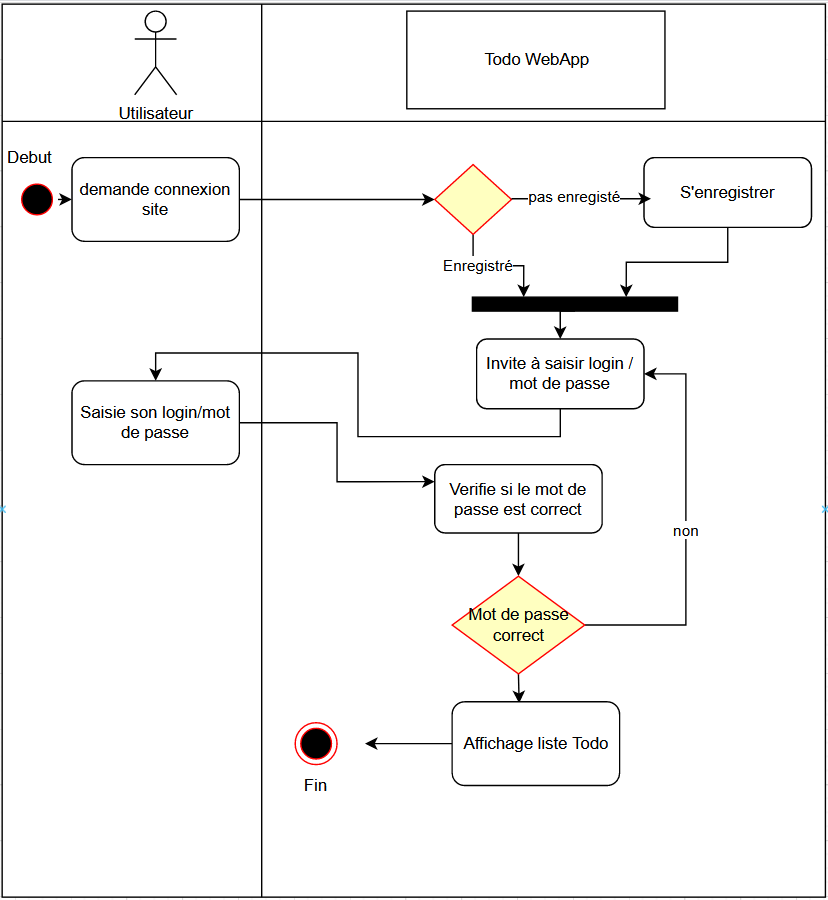 Utilisateur
Todo WebApp
Debut
demande connexion
site
pas enregisté
S'enregistrer
Enregistré
Invite à saisir login /
mot de passe
Saisie son login/mot
de passe
Verifie si le mot de
passe est correct
non
Mot de passe
correct
Affichage liste Todo
Fin